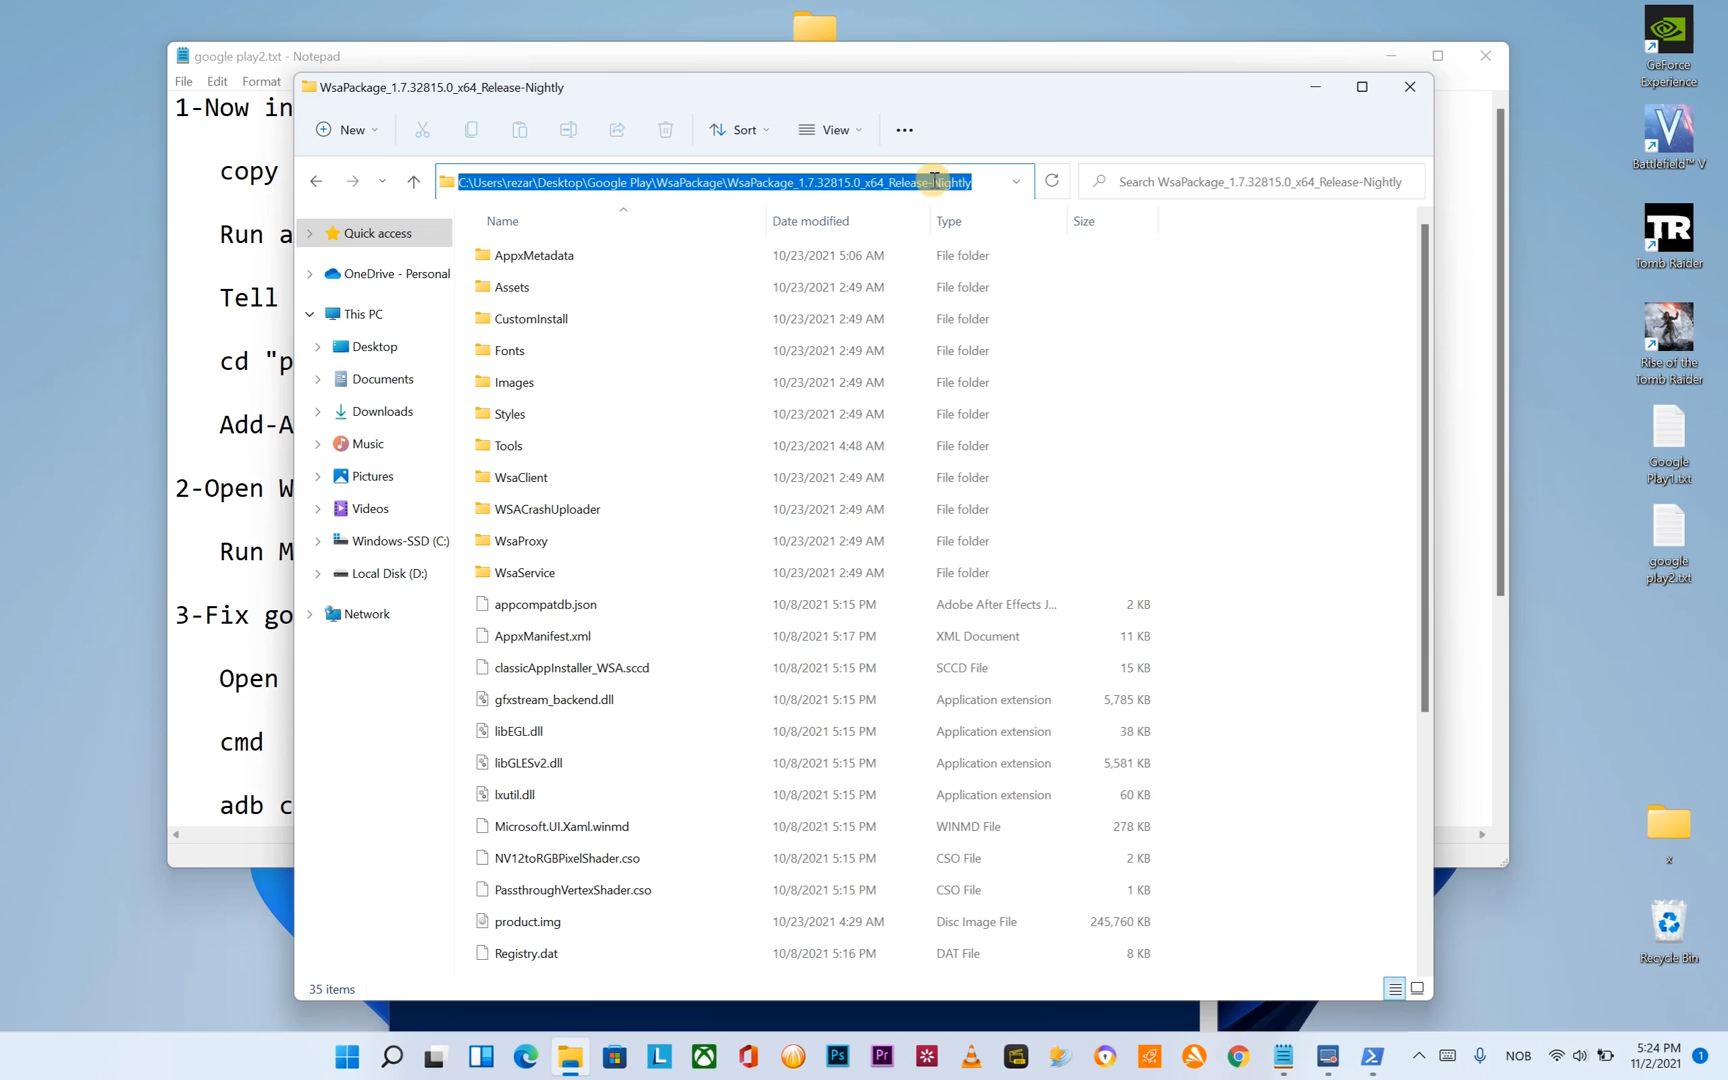 google play2.txt - Notepad
File Edit Format
1-Now in
copy
Run a
Tell
cd "p
Add-A
2-Open W
Run M
3-Fix go
Open
cmd
adb c
WsaPackage_1.7.32815.0_x64_Release-Nightly
New
Sort
View
C:\Users\rezar\Desktop\Google Play\WsaPackage\WsaPackage_1.7.32815.0_x64_Release-Nightly
Search WsaPackage_1.7.32815.0_x64_Release-Nightly
Quick access
OneDrive - Personal
This PC
Desktop
Documents
Downloads
Music
Pictures
Videos
Windows-SSD (C:)
Local Disk (D:)
Network
Name Date modified Type Size
AppxMetadata 10/23/2021 5:06 AM File folder
Assets 10/23/2021 2:49 AM File folder
CustomInstall 10/23/2021 2:49 AM File folder
Fonts 10/23/2021 2:49 AM File folder
Images 10/23/2021 2:49 AM File folder
Styles 10/23/2021 2:49 AM File folder
Tools 10/23/2021 4:48 AM File folder
WsaClient 10/23/2021 2:49 AM File folder
WSACrashUploader 10/23/2021 2:49 AM File folder
WsaProxy 10/23/2021 2:49 AM File folder
WsaService 10/23/2021 2:49 AM File folder
appcompatdb.json 10/8/2021 5:15 PM Adobe After Effects J... 2 KB
AppxManifest.xml 10/8/2021 5:17 PM XML Document 11 KB
classicAppInstaller_WSA.sccd 10/8/2021 5:15 PM SCCD File 15 KB
gfxstream_backend.dll 10/8/2021 5:15 PM Application extension 5,785 KB
libEGL.dll 10/8/2021 5:15 PM Application extension 38 KB
libGLESv2.dll 10/8/2021 5:15 PM Application extension 5,581 KB
lxutil.dll 10/8/2021 5:15 PM Application extension 60 KB
Microsoft.UI.Xaml.winmd 10/8/2021 5:15 PM WINMD File 278 KB
NV12toRGBPixelShader.cso 10/8/2021 5:15 PM CSO File 2 KB
PassthroughVertexShader.cso 10/8/2021 5:15 PM CSO File 1 KB
product.img 10/23/2021 4:29 AM Disc Image File 245,760 KB
Registry.dat 10/8/2021 5:16 PM DAT File 8 KB
35 items
GeForce
Experience
Battlefield™ V
TR
Tomb Raider
Rise of the
Tomb Raider
Google
Play1.txt
google
play2.txt
x
Recycle Bin
L
Ps
Pr
NOB
5:24 PM
11/2/2021
1